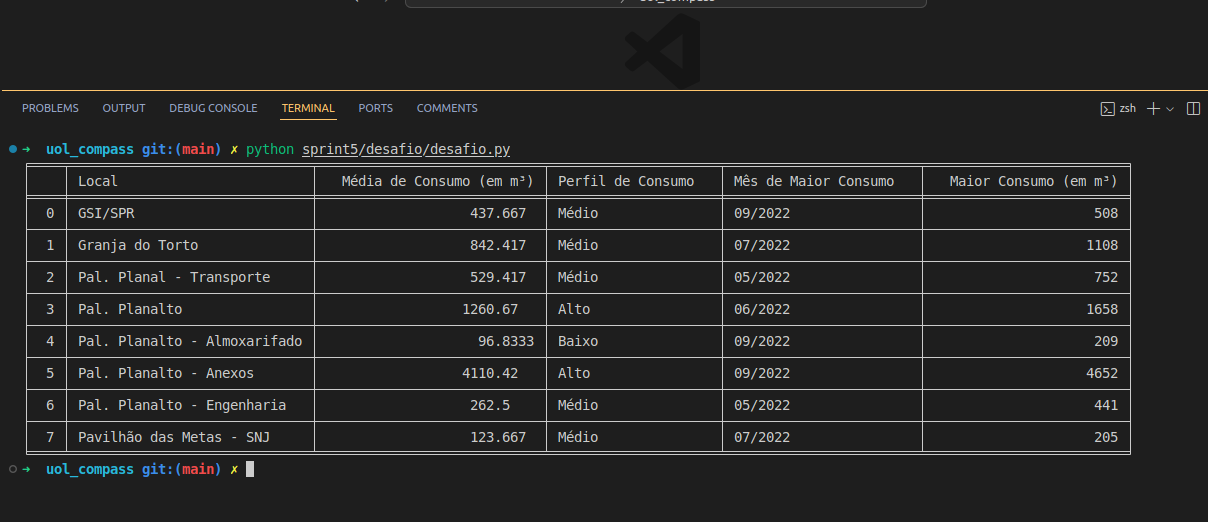 PROBLEMS OUTPUT DEBUG CONSOLE TERMINAL PORTS COMMENTS zsh
➜ uol_compass git:(main) ✗ python sprint5/desafio/desafio.py
Local Média de Consumo (em m³) Perfil de Consumo Mês de Maior Consumo Maior Consumo (em m³)
0 GSI/SPR 437.667 Médio 09/2022 508
1 Granja do Torto 842.417 Médio 07/2022 1108
2 Pal. Planal - Transporte 529.417 Médio 05/2022 752
3 Pal. Planalto 1260.67 Alto 06/2022 1658
4 Pal. Planalto - Almoxarifado 96.8333 Baixo 09/2022 209
5 Pal. Planalto - Anexos 4110.42 Alto 09/2022 4652
6 Pal. Planalto - Engenharia 262.5 Médio 05/2022 441
7 Pavilhão das Metas - SNJ 123.667 Médio 07/2022 205
➜ uol_compass git:(main) ✗